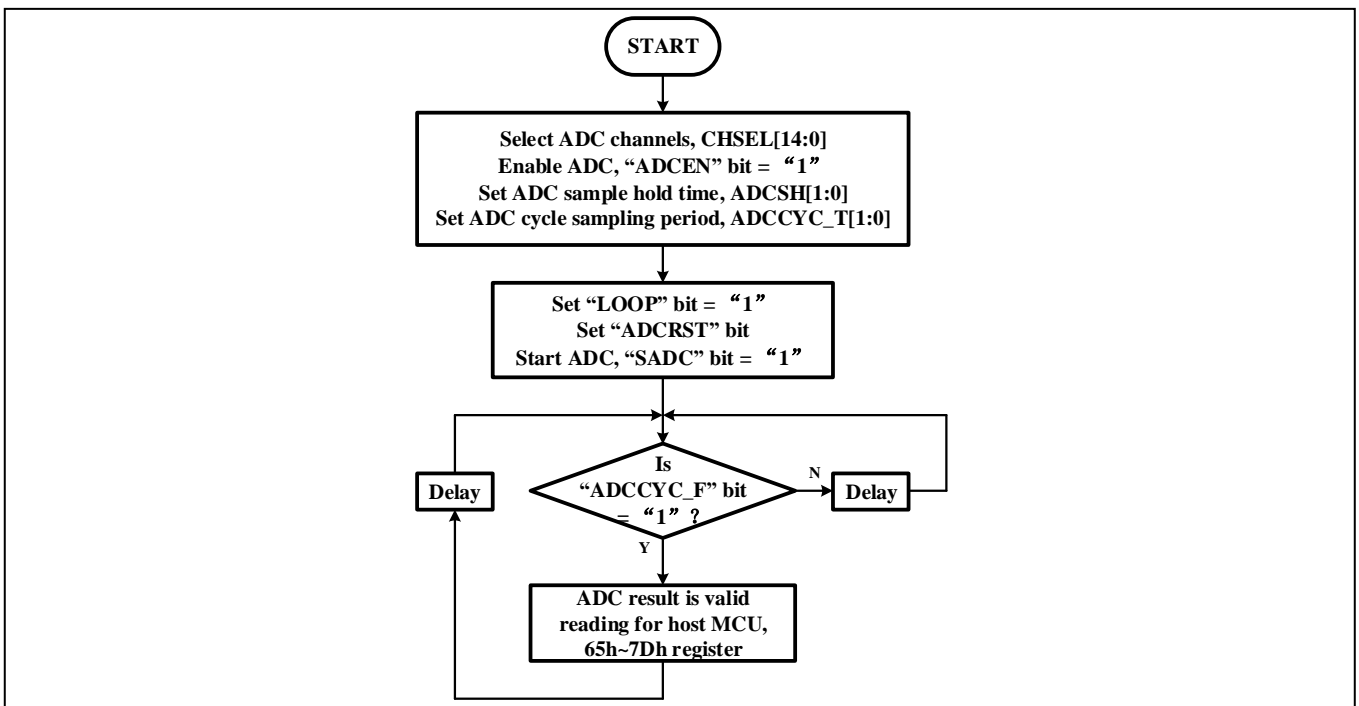 START
Select ADC channels, CHSEL[14:0]
Enable ADC, “ADCEN” bit = “1”
Set ADC sample hold time, ADCSH[1:0]
Set ADC cycle sampling period, ADCCYC_T[1:0]
Set “LOOP” bit = “1”
Set “ADCRST” bit
Start ADC, “SADC” bit = “1”
Is
“ADCCYC_F” bit
= “1” ?
N
Delay
Delay
Y
ADC result is valid
reading for host MCU,
65h~7Dh register